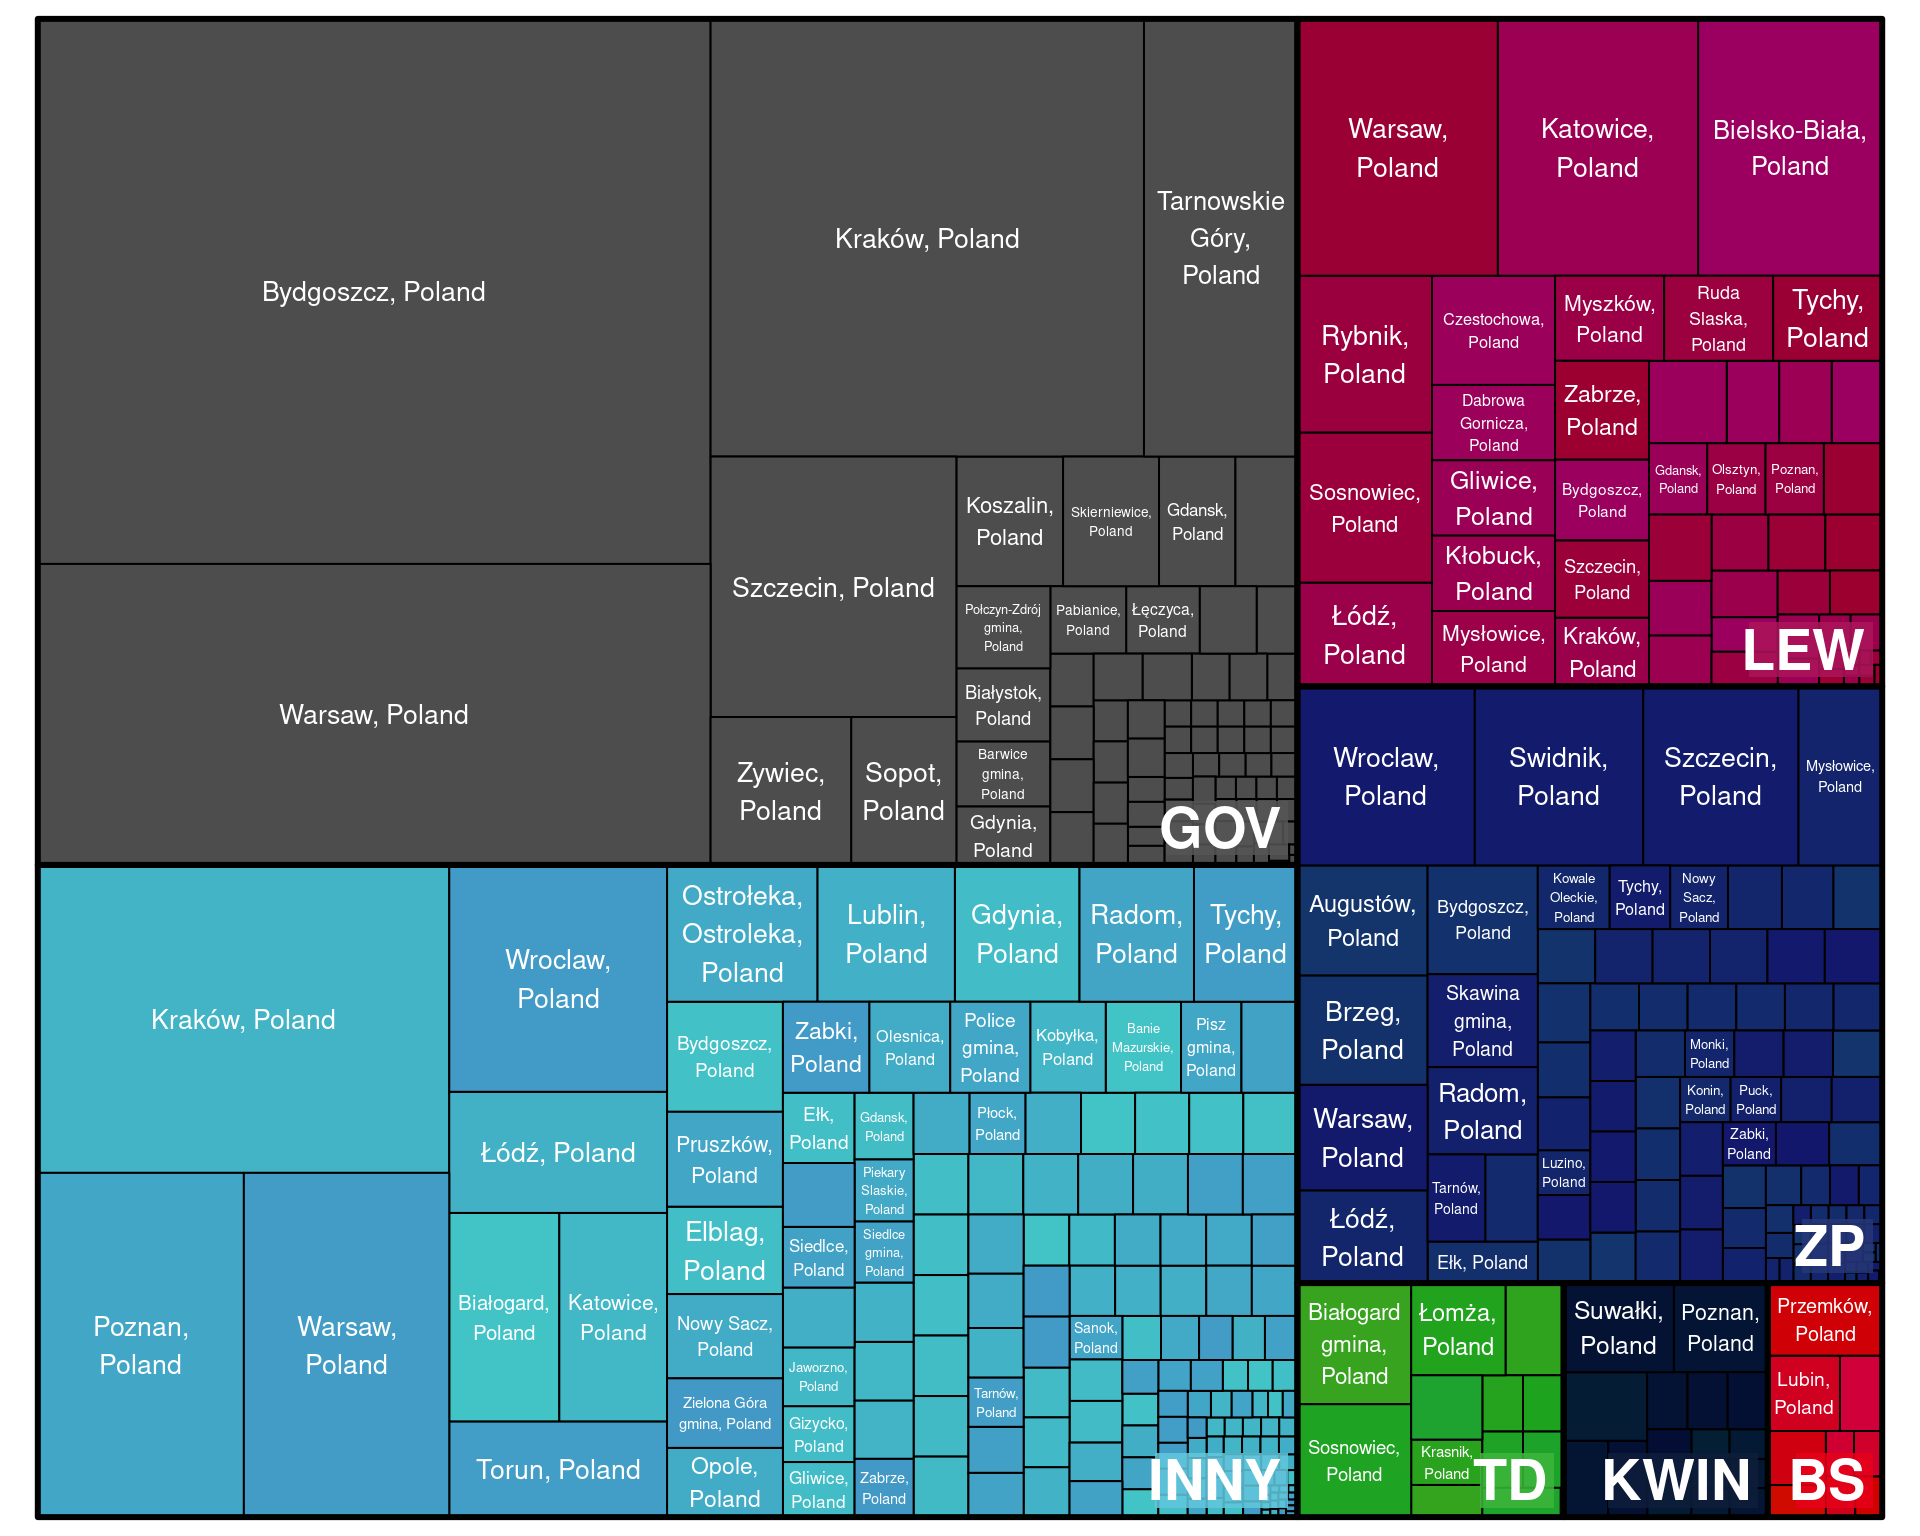 Bydgoszcz, Poland
Warsaw, Poland
Kraków, Poland
Tarnowskie
Góry,
Poland
Szczecin, Poland
Zywiec,
Poland
Sopot,
Poland
Koszalin,
Poland
Skierniewice,
Poland
Gdansk,
Poland
Połczyn-Zdrój
gmina,
Poland
Pabianice,
Poland
Łęczyca,
Poland
Białystok,
Poland
Barwice
gmina,
Poland
Gdynia,
Poland
GOV
Warsaw,
Poland
Katowice,
Poland
Bielsko-Biała,
Poland
Rybnik,
Poland
Sosnowiec,
Poland
Łódź,
Poland
Czestochowa,
Poland
Dabrowa
Gornicza,
Poland
Gliwice,
Poland
Kłobuck,
Poland
Mysłowice,
Poland
Myszków,
Poland
Ruda
Slaska,
Poland
Tychy,
Poland
Zabrze,
Poland
Bydgoszcz,
Poland
Szczecin,
Poland
Kraków,
Poland
Gdansk,
Poland
Olsztyn,
Poland
Poznan,
Poland
LEW
Kraków, Poland
Poznan,
Poland
Warsaw,
Poland
Wroclaw,
Poland
Łódź, Poland
Białogard,
Poland
Katowice,
Poland
Torun, Poland
Ostrołeka,
Ostroleka,
Poland
Lublin,
Poland
Gdynia,
Poland
Radom,
Poland
Tychy,
Poland
Bydgoszcz,
Poland
Pruszków,
Poland
Elblag,
Poland
Nowy Sacz,
Poland
Zielona Góra
gmina, Poland
Opole,
Poland
Zabki,
Poland
Olesnica,
Poland
Police
gmina,
Poland
Kobyłka,
Poland
Banie
Mazurskie,
Poland
Pisz
gmina,
Poland
Ełk,
Poland
Gdansk,
Poland
Płock,
Poland
Piekary
Slaskie,
Poland
Siedlce,
Poland
Siedlce
gmina,
Poland
Jaworzno,
Poland
Gizycko,
Poland
Gliwice,
Poland
Zabrze,
Poland
Tarnów,
Poland
Sanok,
Poland
INNY
Wroclaw,
Poland
Swidnik,
Poland
Szczecin,
Poland
Mysłowice,
Poland
Augustów,
Poland
Brzeg,
Poland
Warsaw,
Poland
Łódź,
Poland
Bydgoszcz,
Poland
Skawina
gmina,
Poland
Radom,
Poland
Tarnów,
Poland
Ełk, Poland
Kowale
Oleckie,
Poland
Tychy,
Poland
Nowy
Sacz,
Poland
Monki,
Poland
Konin,
Poland
Puck,
Poland
Zabki,
Poland
Luzino,
Poland
ZP
Białogard
gmina,
Poland
Sosnowiec,
Poland
Łomża,
Poland
Krasnik,
Poland
TD
Suwałki,
Poland
Poznan,
Poland
KWIN
Przemków,
Poland
Lubin,
Poland
BS